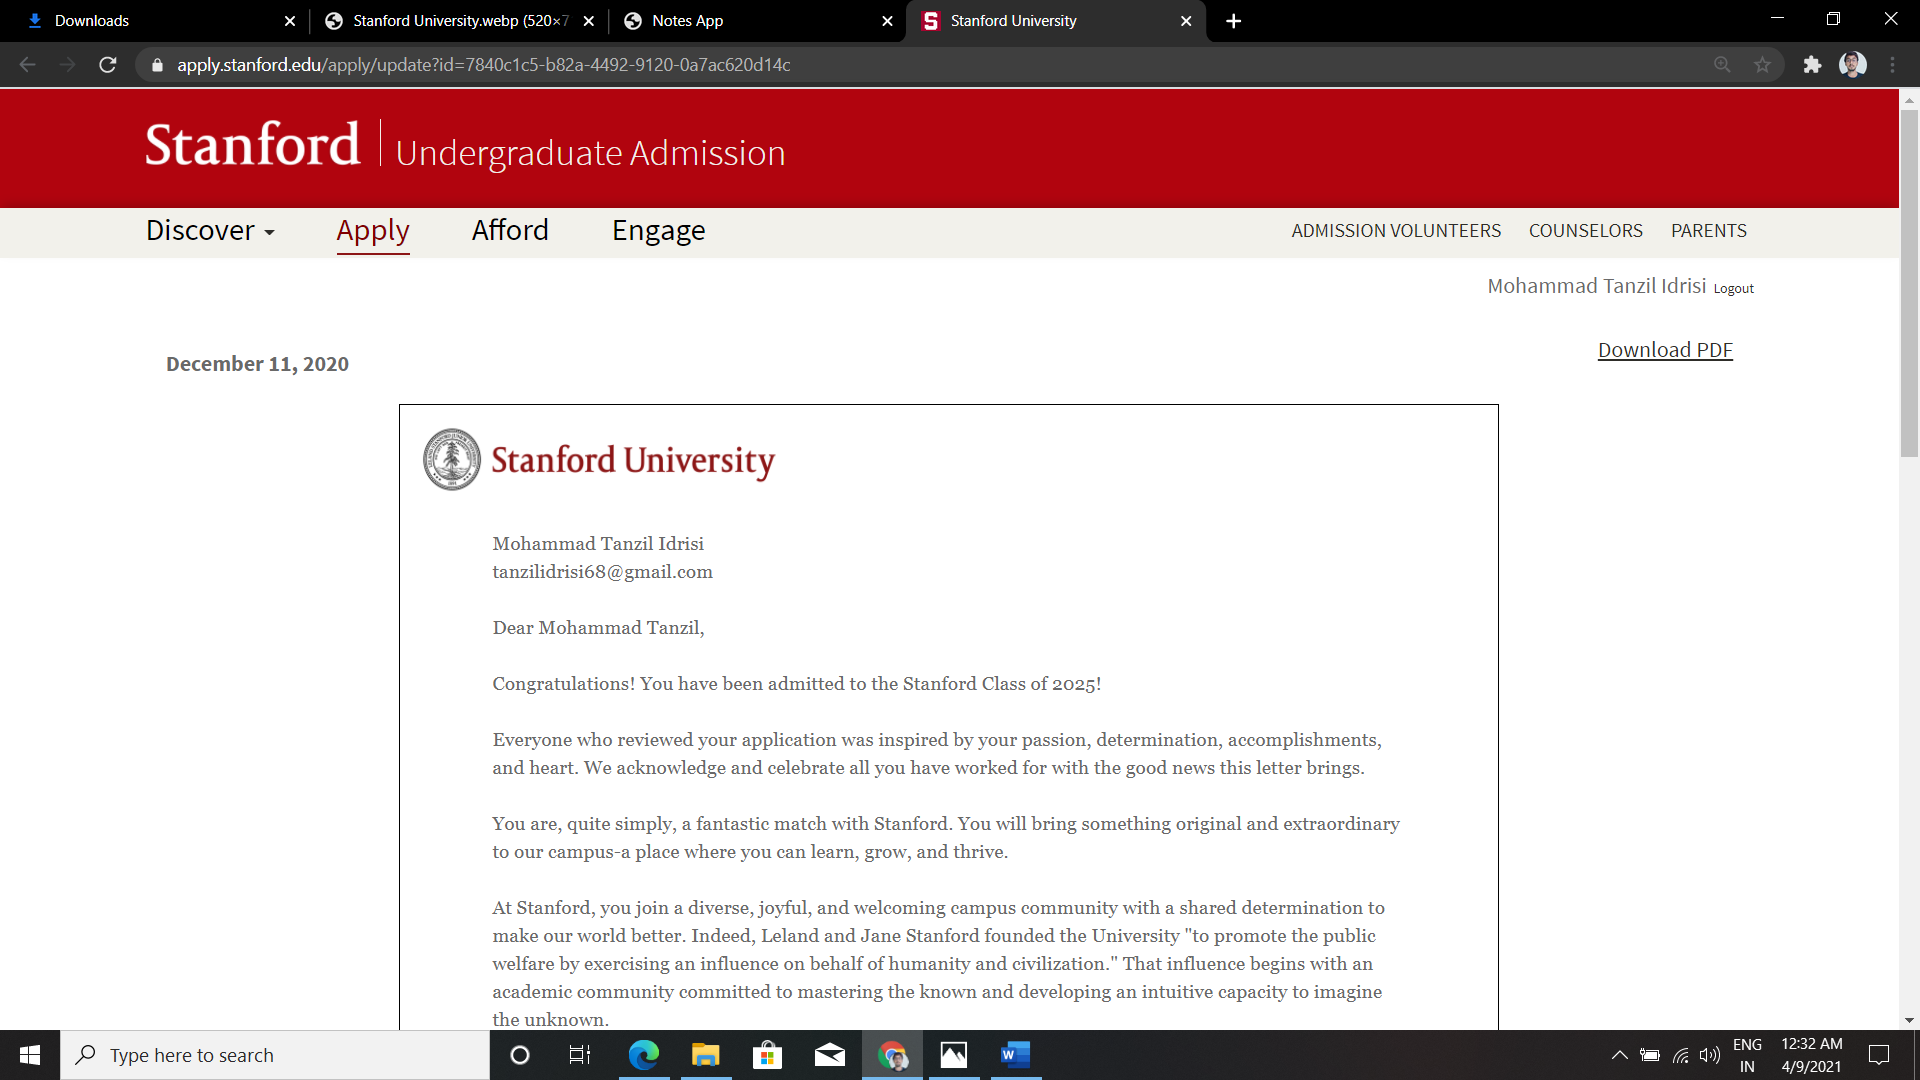 Downloads
Stanford University.webp (520×7
Notes App
Stanford University
apply.stanford.edu/apply/update?id=7840c1c5-b82a-4492-9120-0a7ac620d14c
Stanford | Undergraduate Admission
Discover
Apply
Afford
Engage
ADMISSION VOLUNTEERS
COUNSELORS
PARENTS
Mohammad Tanzil Idrisi Logout
December 11, 2020
Download PDF
Stanford University
Mohammad Tanzil Idrisi
tanzilidrisi68@gmail.com
Dear Mohammad Tanzil,
Congratulations! You have been admitted to the Stanford Class of 2025!
Everyone who reviewed your application was inspired by your passion, determination, accomplishments,
and heart. We acknowledge and celebrate all you have worked for with the good news this letter brings.
You are, quite simply, a fantastic match with Stanford. You will bring something original and extraordinary
to our campus-a place where you can learn, grow, and thrive.
At Stanford, you join a diverse, joyful, and welcoming campus community with a shared determination to
make our world better. Indeed, Leland and Jane Stanford founded the University "to promote the public
welfare by exercising an influence on behalf of humanity and civilization." That influence begins with an
academic community committed to mastering the known and developing an intuitive capacity to imagine
the unknown.
Type here to search
ENG
IN
12:32 AM
4/9/2021